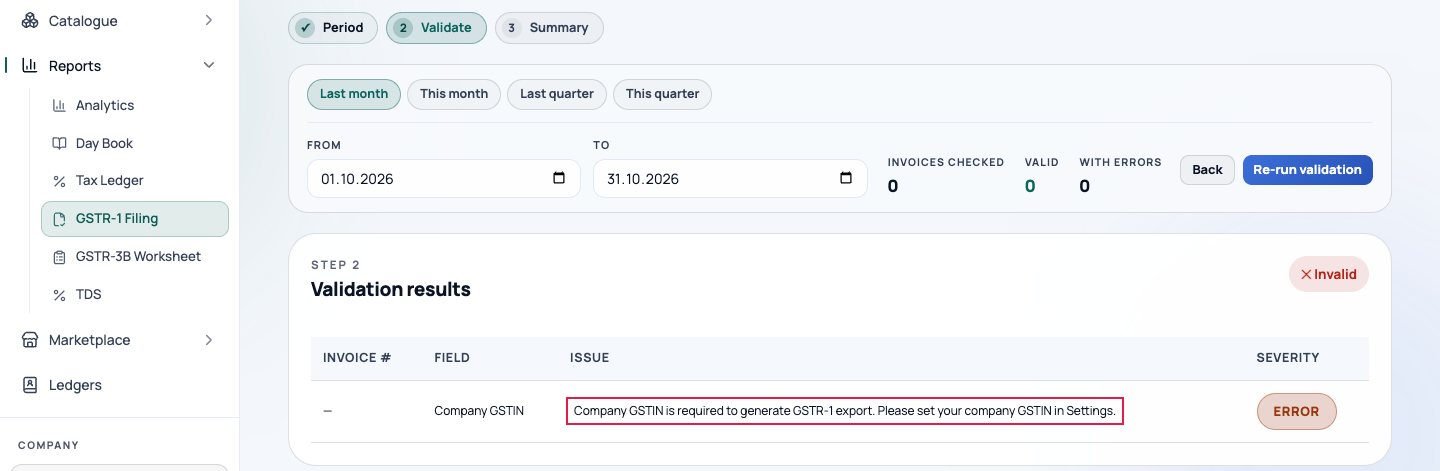 Catalogue
Reports
Analytics
Day Book
Tax Ledger
GSTR-1 Filing
GSTR-3B Worksheet
TDS
Marketplace
Ledgers
COMPANY
✓ Period
2 Validate
3 Summary
Last month
This month
Last quarter
This quarter
FROM
01.10.2026
TO
31.10.2026
INVOICES CHECKED
0
VALID
0
WITH ERRORS
0
Back
Re-run validation
STEP 2
Validation results
Invalid
INVOICE # FIELD ISSUE SEVERITY
— Company GSTIN Company GSTIN is required to generate GSTR-1 export. Please set your company GSTIN in Settings. ERROR